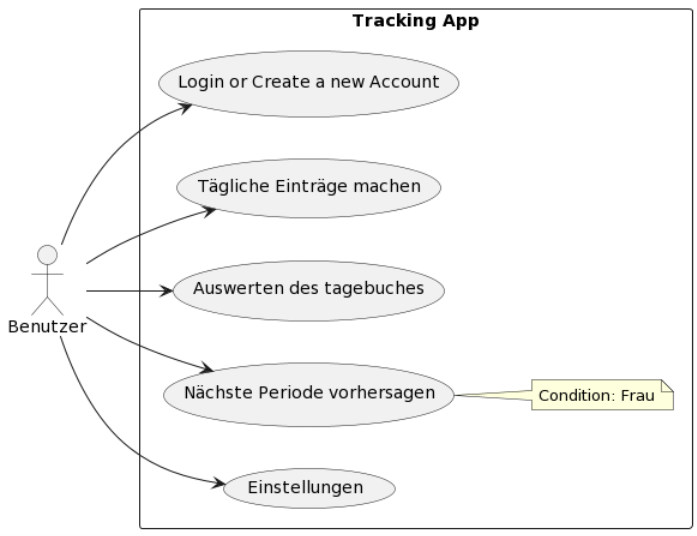 Tracking App
Login or Create a new Account
Tägliche Einträge machen
Auswerten des tagebuches
Benutzer
Nächste Periode vorhersagen
Condition: Frau
Einstellungen